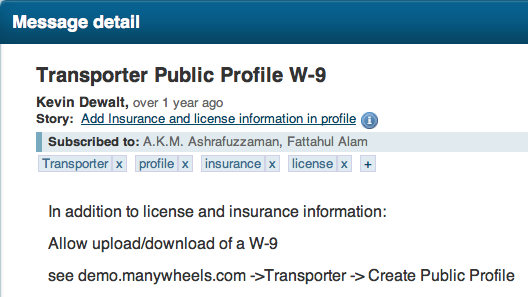 Message detail
Transporter Public Profile W-9
Kevin Dewalt, over 1 year ago
Story: Add Insurance and license information in profile i
Subscribed to: A.K.M. Ashrafuzzaman, Fattahul Alam
Transporter x profile x insurance x license x +
In addition to license and insurance information:
Allow upload/download of a W-9
see demo.manywheels.com ->Transporter -> Create Public Profile